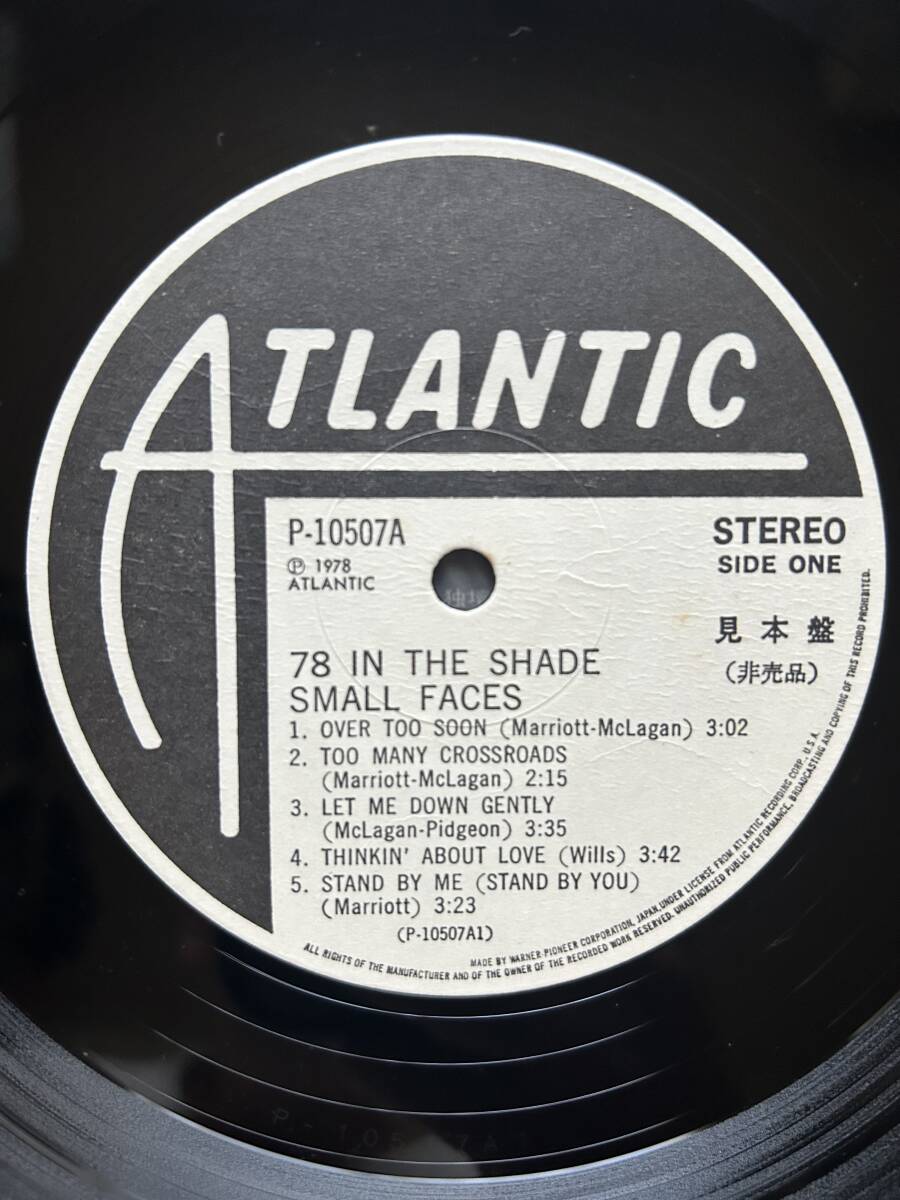 ATLANTIC
P-10507A
STEREO
℗ 1978
SIDE ONE
ATLANTIC
見本盤
(非売品)
78 IN THE SHADE
SMALL FACES
1. OVER TOO SOON (Marriott-McLagan) 3:02
2. TOO MANY CROSSROADS
(Marriott-McLagan) 2:15
3. LET ME DOWN GENTLY
(McLagan-Pidgeon) 3:35
4. THINKIN' ABOUT LOVE (Wills) 3:42
5. STAND BY ME (STAND BY YOU)
(Marriott) 3:23
(P-10507A1)
MADE BY WARNER-PIONEER CORPORATION, JAPAN, UNDER LICENSE FROM ATLANTIC RECORDING CORP., U.S.A.
ALL RIGHTS OF THE MANUFACTURER AND OF THE OWNER OF THE RECORDED WORK RESERVED. UNAUTHORIZED PUBLIC PERFORMANCE, BROADCASTING AND COPYING OF THIS RECORD PROHIBITED.